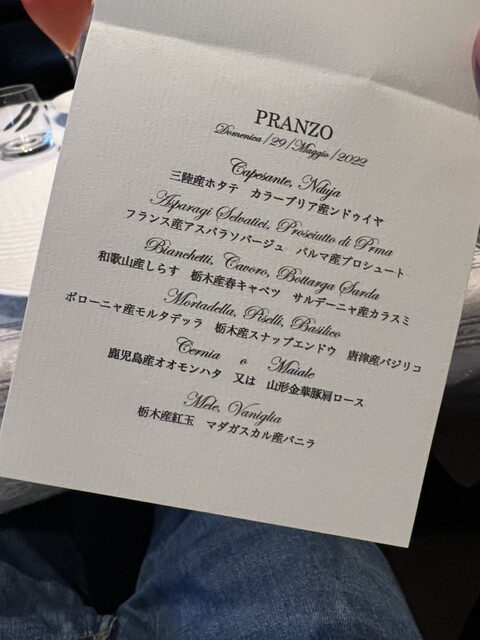 PRANZO
Domenica/29/Maggio/2022
Capesante, Nduja
三陸産ホタテ　カラーブリア産ンドゥイヤ
Asparagi Selvatici, Prosciutto di Prma
フランス産アスパラソバージュ　パルマ産プロシュート
Bianchetti, Cavoro, Bottarga Sarda
和歌山産しらす　栃木産春キャベツ　サルデーニャ産カラスミ
Mortadella, Piselli, Basilico
ボローニャ産モルタデッラ　栃木産スナップエンドウ　唐津産バジリコ
Cernia o Maiale
鹿児島産オオモンハタ　又は　山形金華豚肩ロース
Mele, Vaniglia
栃木産紅玉　マダガスカル産バニラ